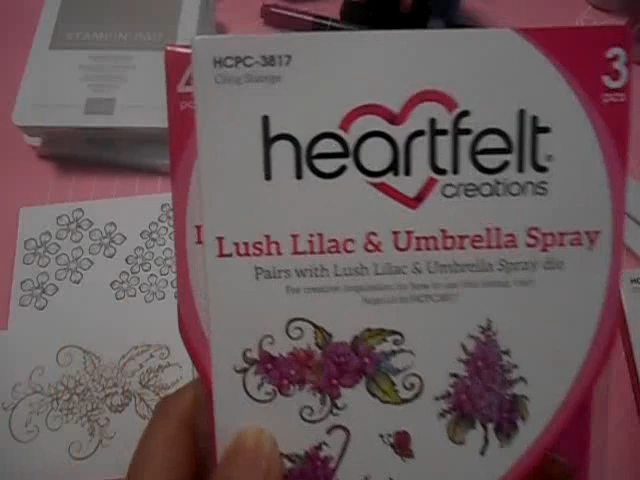 STAMPIN' PAD
HCPC-3817
Cling Stamps
3
pcs
4
heartfelt
creations
Lush Lilac & Umbrella Spray
Pairs with Lush Lilac & Umbrella Spray die